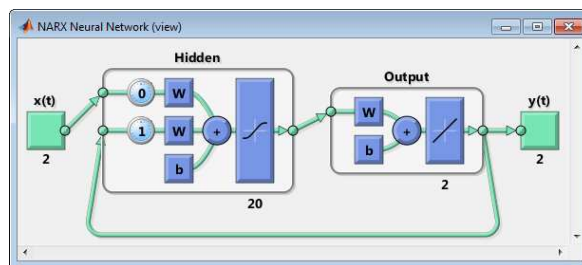 NARX Neural Network (view)
Hidden
Output
x(t)
y(t)
0
W
1
W
+
b
W
+
b
2
20
2
2